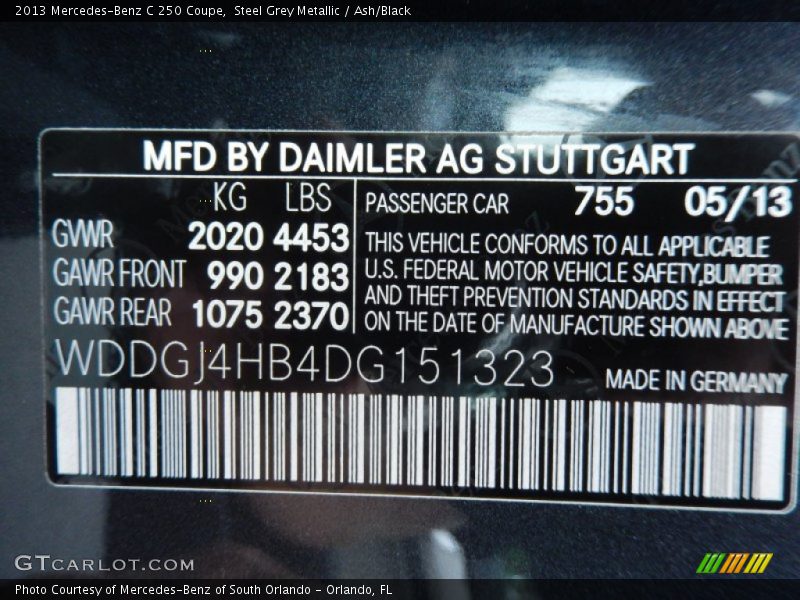 2013 Mercedes-Benz C 250 Coupe,  Steel Grey Metallic / Ash/Black
MFD BY DAIMLER AG STUTTGART
KG LBS
GWR 2020 4453
GAWR FRONT 990 2183
GAWR REAR 1075 2370
PASSENGER CAR 755 05/13
THIS VEHICLE CONFORMS TO ALL APPLICABLE
U.S. FEDERAL MOTOR VEHICLE SAFETY,BUMPER
AND THEFT PREVENTION STANDARDS IN EFFECT
ON THE DATE OF MANUFACTURE SHOWN ABOVE
WDDGJ4HB4DG151323
MADE IN GERMANY
GTCARLOT.COM
Photo Courtesy of Mercedes-Benz of South Orlando - Orlando, FL